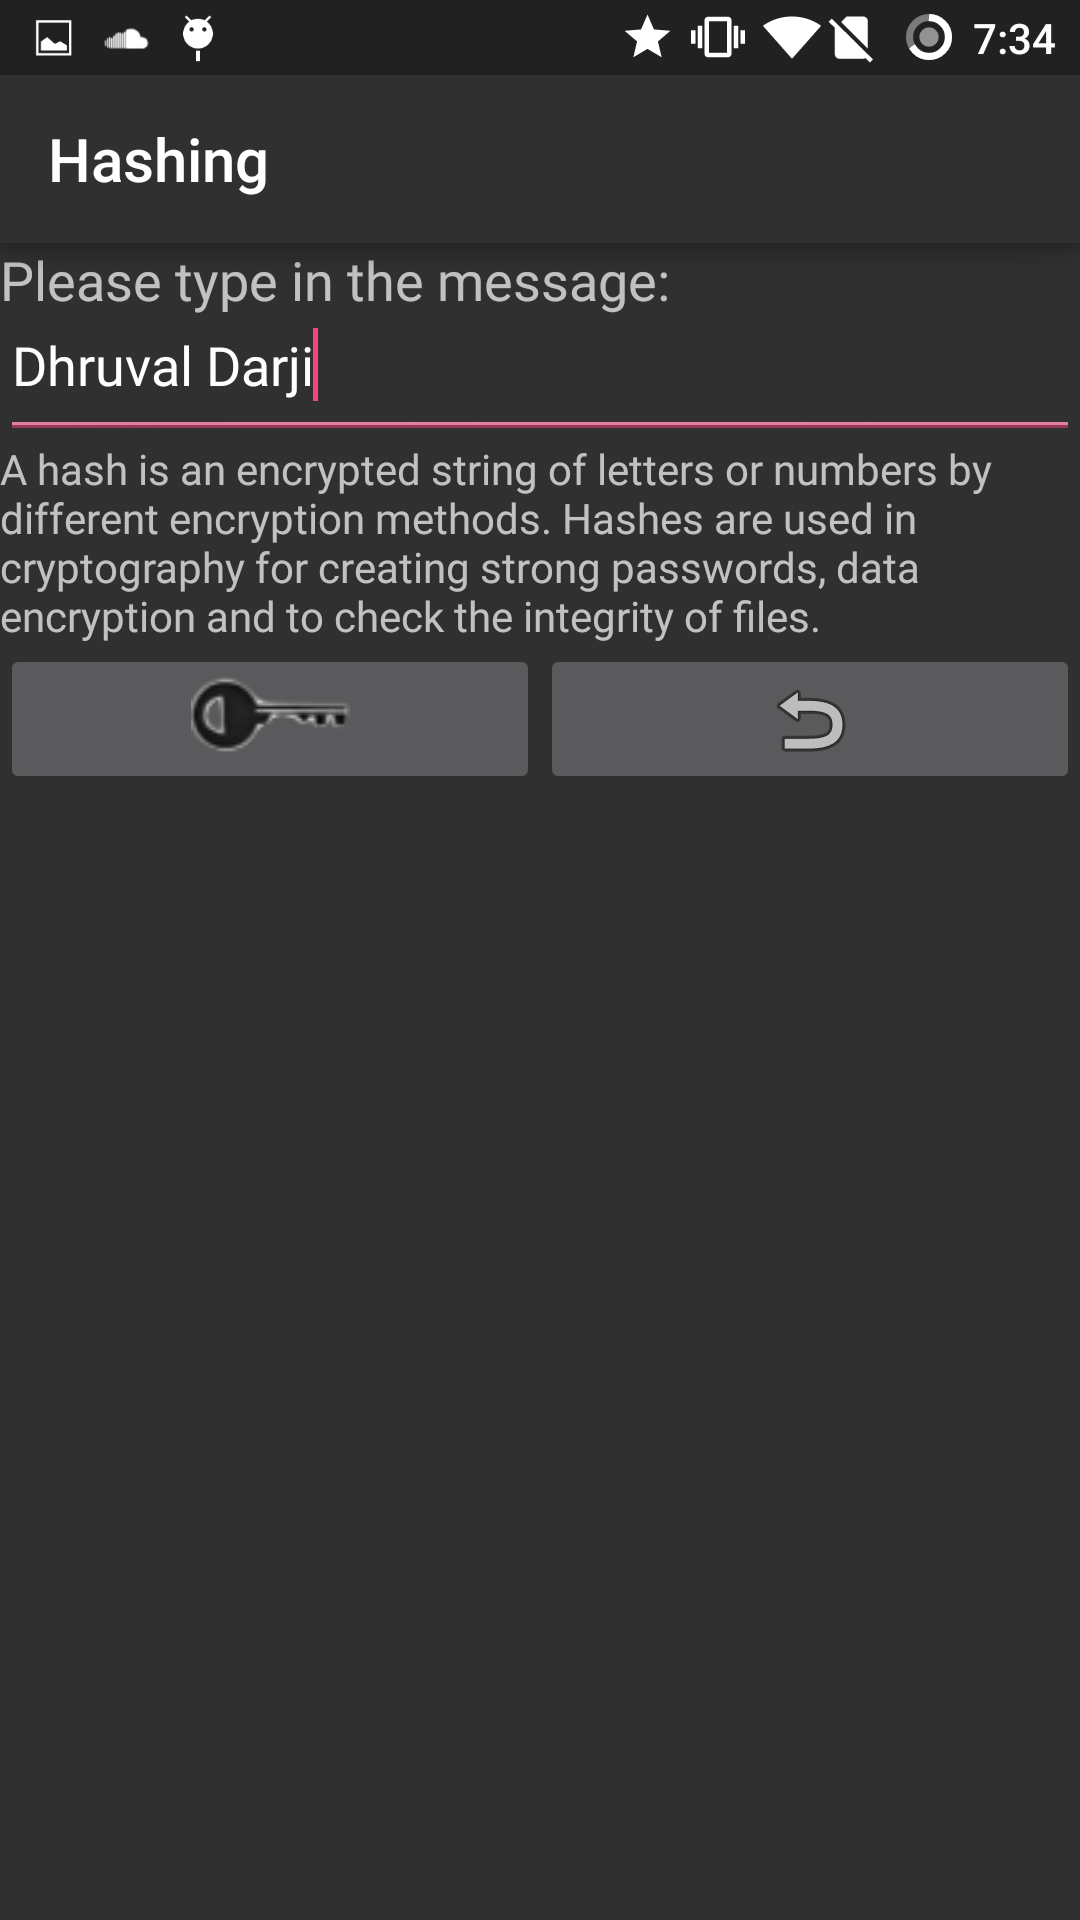 7:34
Hashing
Please type in the message:
Dhruval Darji
A hash is an encrypted string of letters or numbers by
different encryption methods. Hashes are used in
cryptography for creating strong passwords, data
encryption and to check the integrity of files.